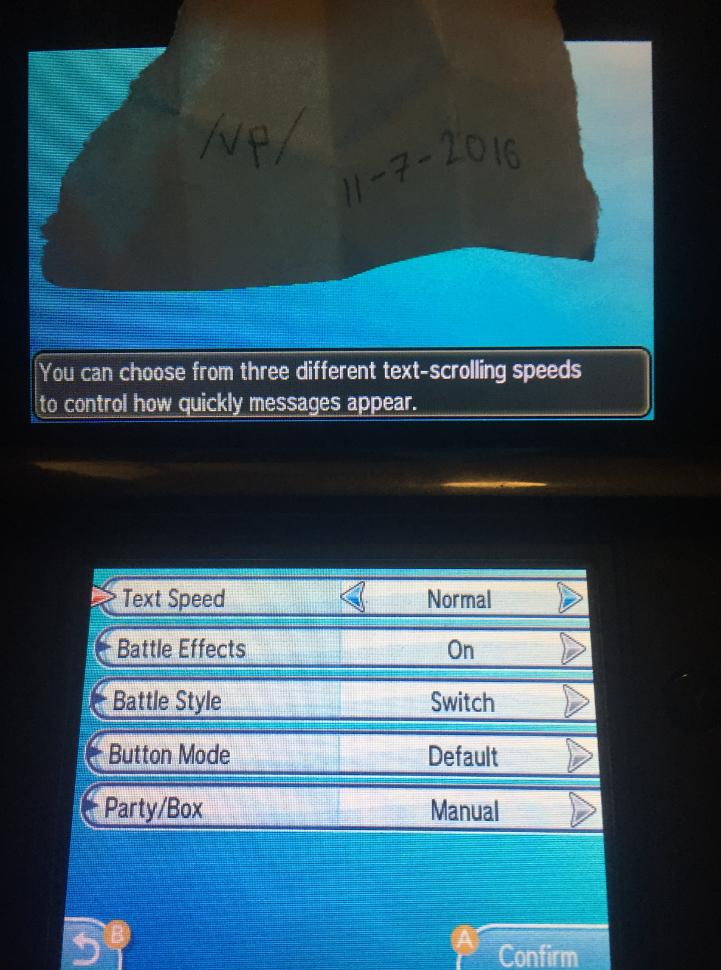 /vp/
11-7-2016
You can choose from three different text-scrolling speeds
to control how quickly messages appear.
Text Speed Normal
Battle Effects On
Battle Style Switch
Button Mode Default
Party/Box Manual
B A
Confirm